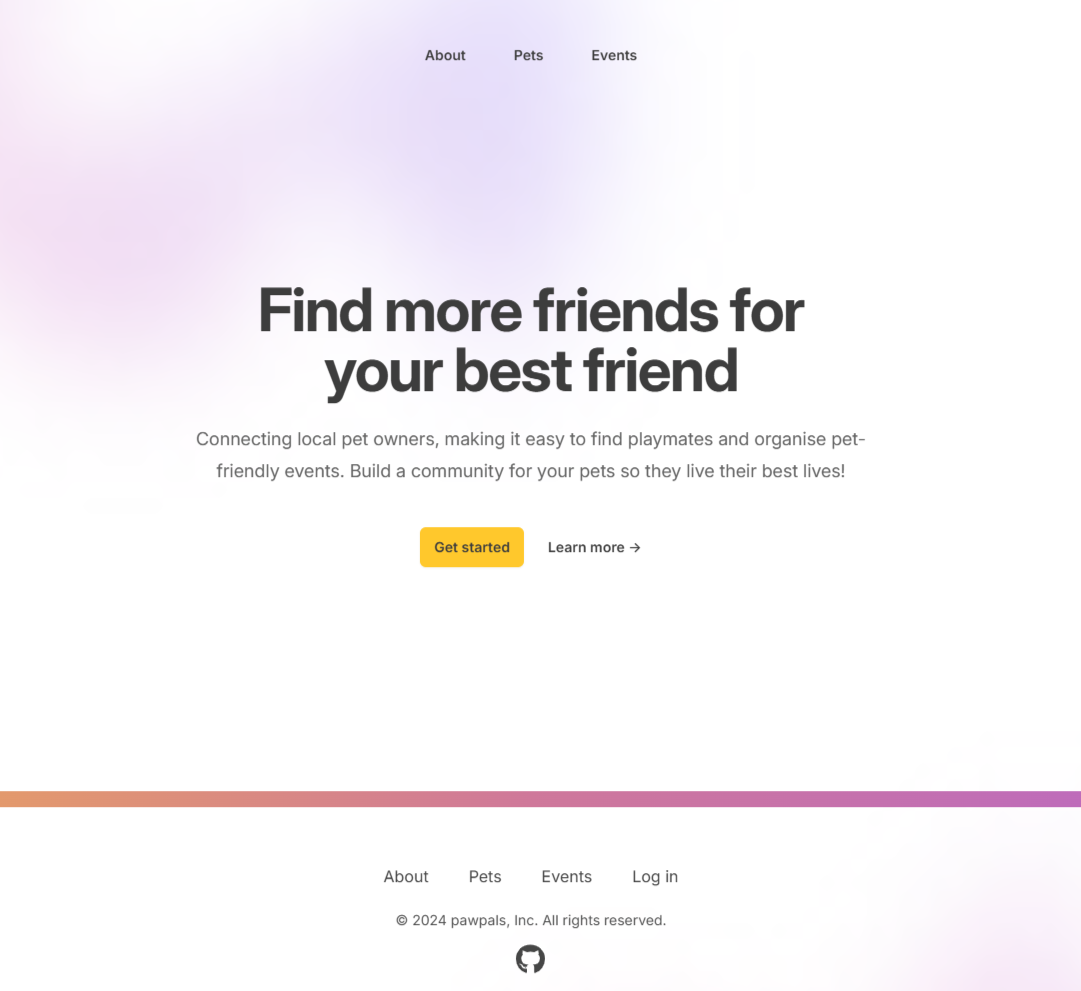 About Pets Events
Find more friends for
your best friend
Connecting local pet owners, making it easy to find playmates and organise pet-
friendly events. Build a community for your pets so they live their best lives!
Get started Learn more →
About Pets Events Log in
© 2024 pawpals, Inc. All rights reserved.